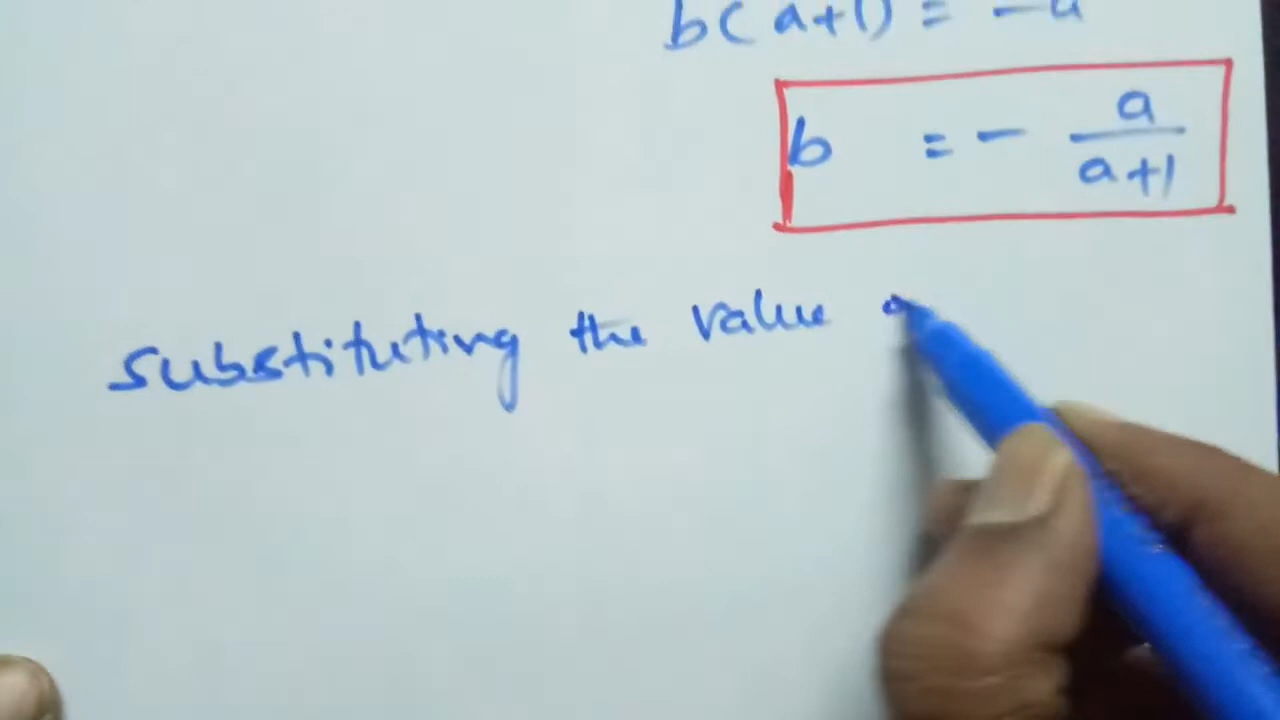 b(a+1) = -a
b = - a/a+1
substituting the value